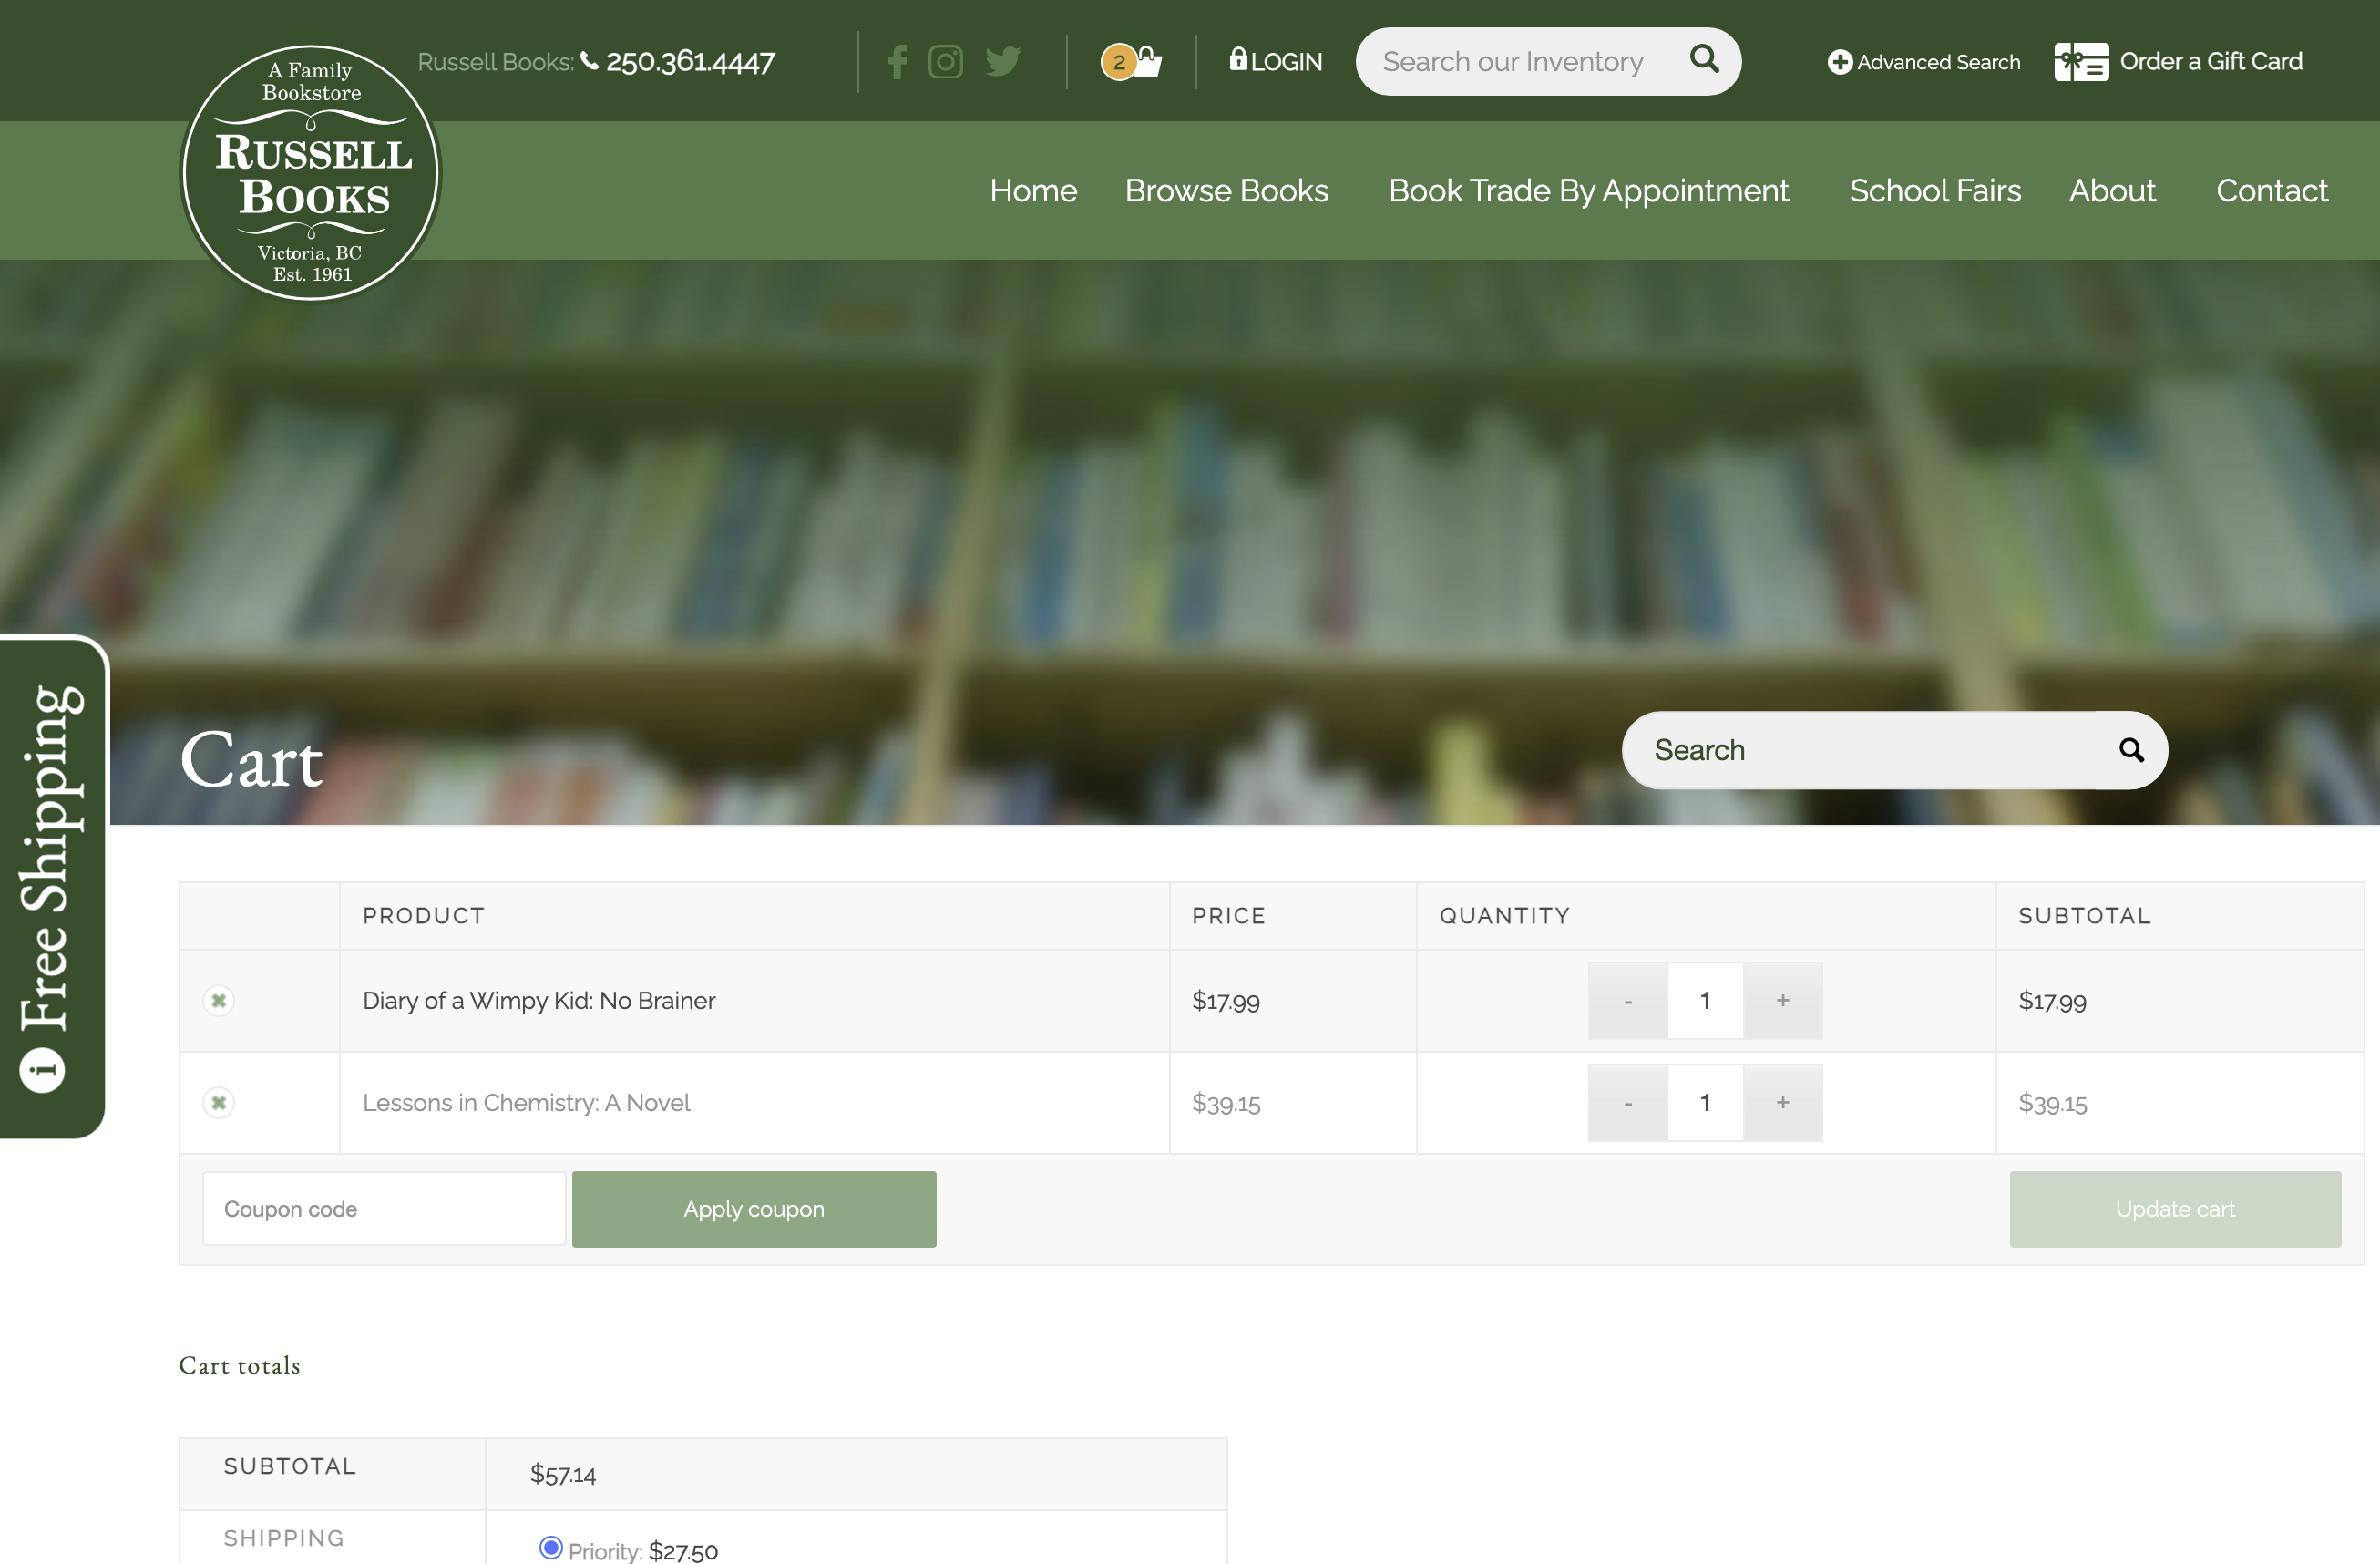 Russell Books: 250.361.4447
2
LOGIN
Search our Inventory
Advanced Search
Order a Gift Card
A Family
Bookstore
RUSSELL
BOOKS
Victoria, BC
Est. 1961
Home Browse Books Book Trade By Appointment School Fairs About Contact
Free Shipping
Cart
Search
PRODUCT PRICE QUANTITY SUBTOTAL
Diary of a Wimpy Kid: No Brainer $17.99 - 1 + $17.99
Lessons in Chemistry: A Novel $39.15 - 1 + $39.15
Coupon code Apply coupon Update cart
Cart totals
SUBTOTAL $57.14
SHIPPING Priority: $27.50